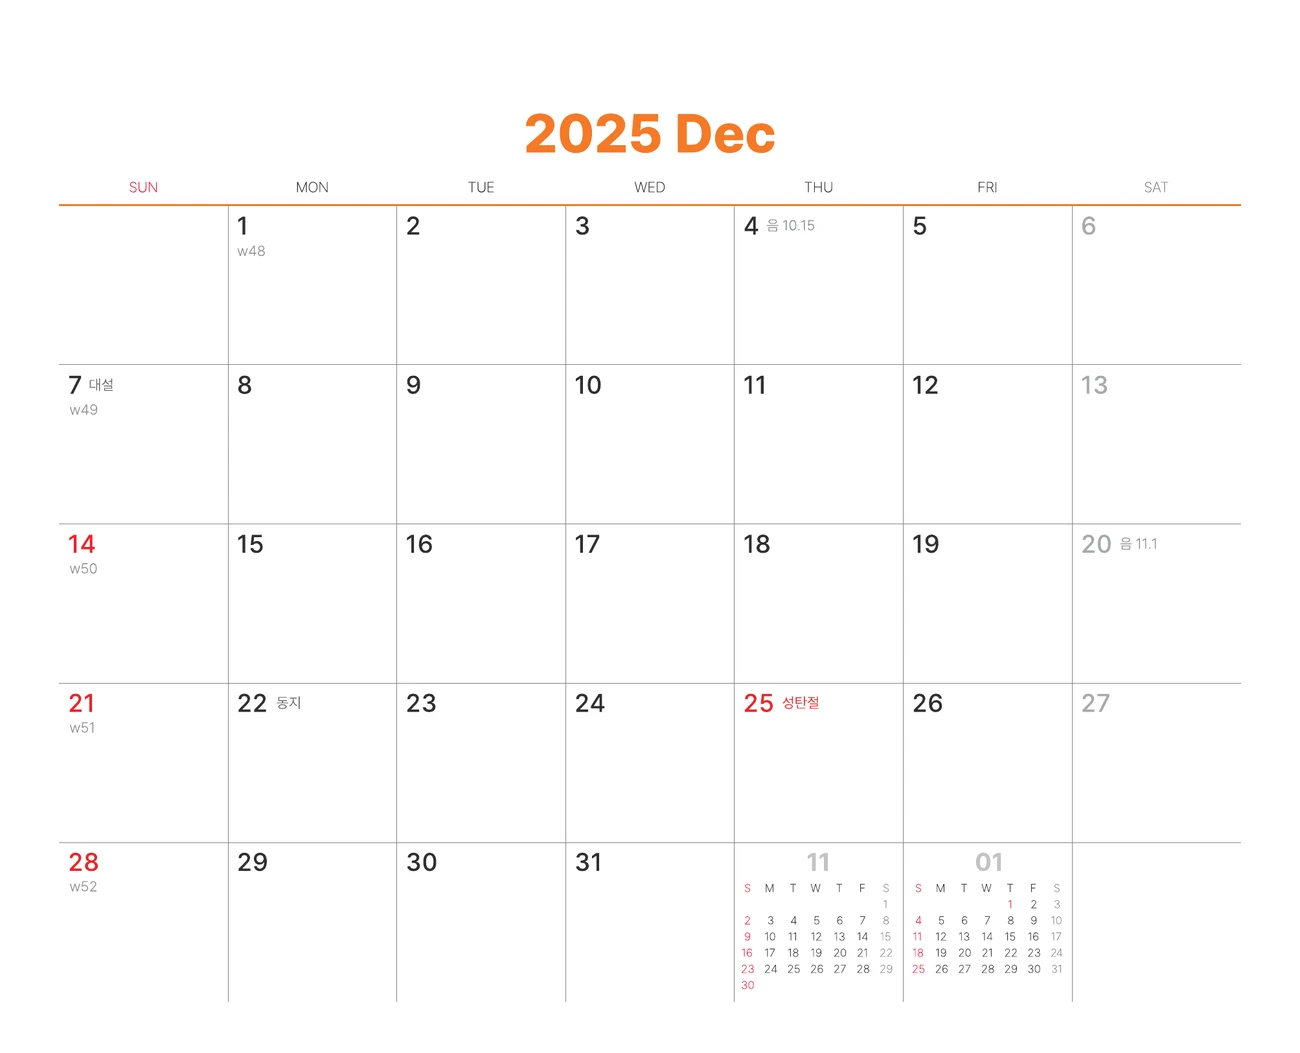 2025 Dec
SUN MON TUE WED THU FRI SAT
1 2 3 4 음 10.15 5 6
w48
7 대설 8 9 10 11 12 13
w49
14 15 16 17 18 19 20 음 11.1
w50
21 22 동지 23 24 25 성탄절 26 27
w51
28 29 30 31
w52
11
S M T W T F S
1
2 3 4 5 6 7 8
9 10 11 12 13 14 15
16 17 18 19 20 21 22
23 24 25 26 27 28 29
30
01
S M T W T F S
1 2 3
4 5 6 7 8 9 10
11 12 13 14 15 16 17
18 19 20 21 22 23 24
25 26 27 28 29 30 31